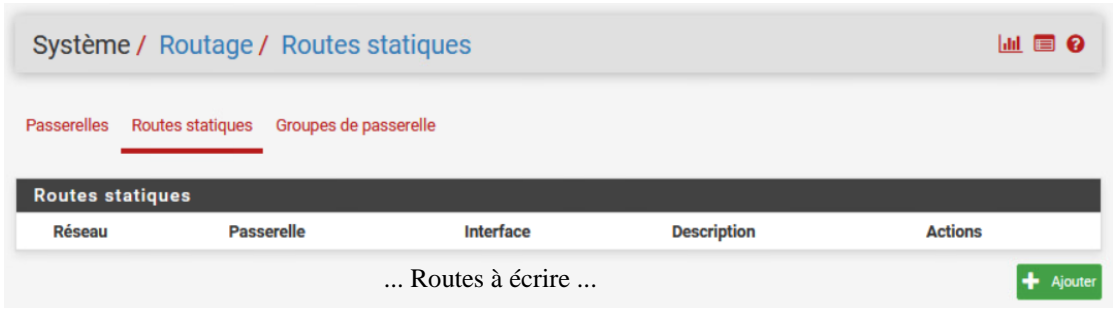 Système / Routage / Routes statiques
Passerelles Routes statiques Groupes de passerelle
Routes statiques
Réseau Passerelle Interface Description Actions
... Routes à écrire ...
Ajouter